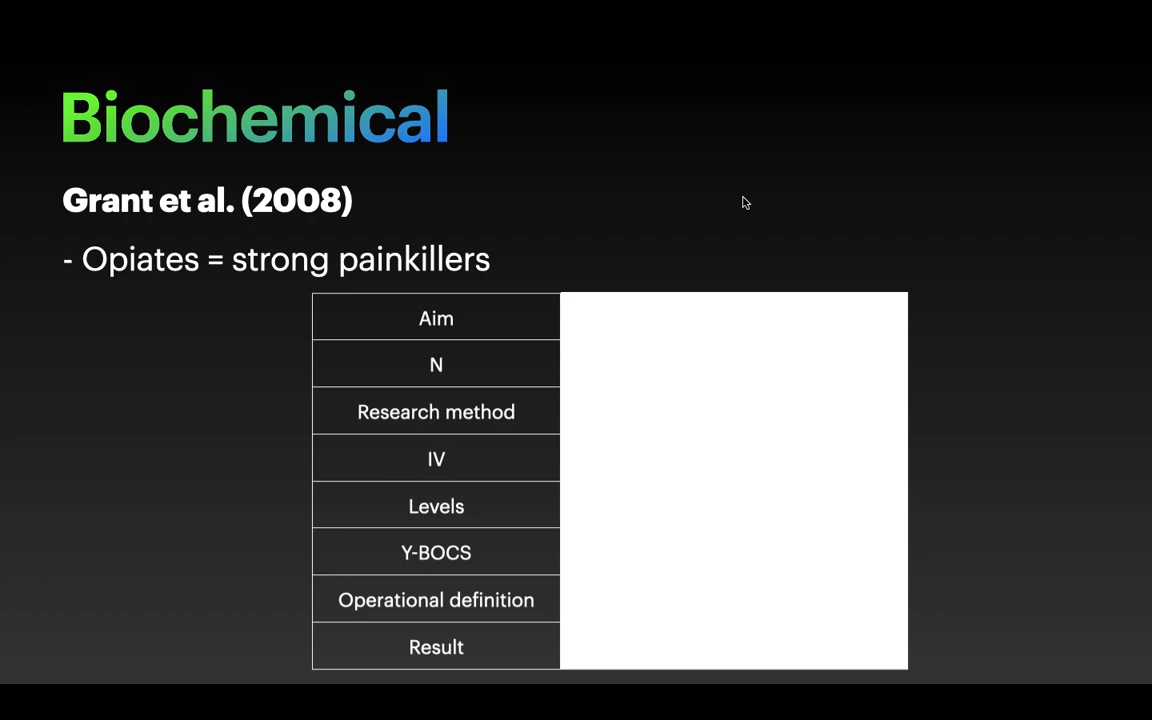 Biochemical
Grant et al. (2008)
- Opiates = strong painkillers
Aim
N
Research method
IV
Levels
Y-BOCS
Operational definition
Result